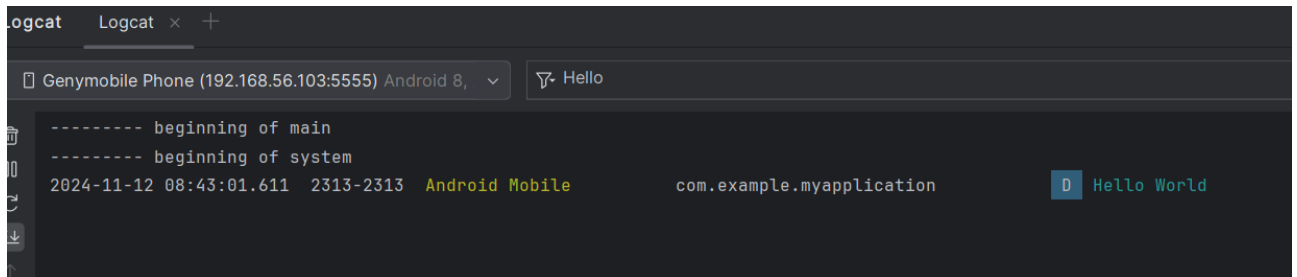 Logcat Logcat
Genymobile Phone (192.168.56.103:5555) Android 8, Hello
--------- beginning of main
--------- beginning of system
2024-11-12 08:43:01.611 2313-2313 Android Mobile com.example.myapplication D Hello World